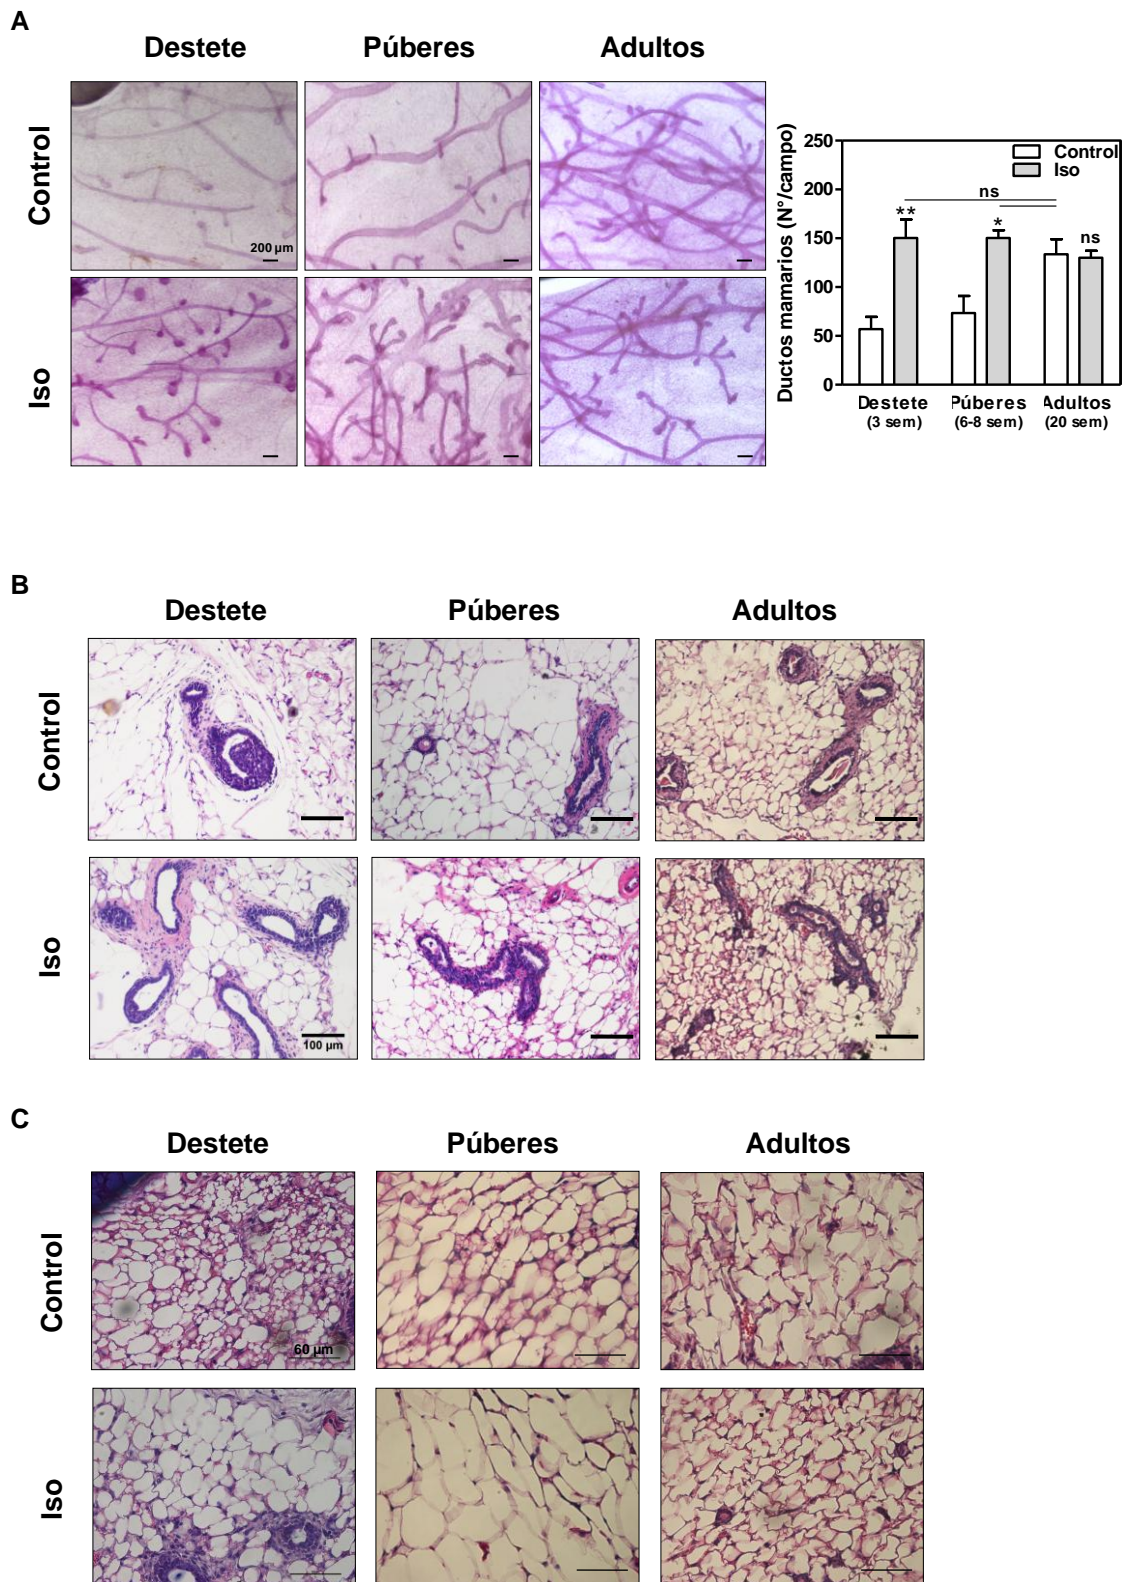 A
Destete Púberes Adultos
Control
200 µm
Iso
Ductos mamarios (N°/campo)
250
200
150
100
50
0
Control
Iso
ns
**
*
ns
Destete Púberes Adultos
(3 sem) (6-8 sem) (20 sem)
B
Destete Púberes Adultos
Control
Iso
100 µm
C
Destete Púberes Adultos
Control
60 µm
Iso